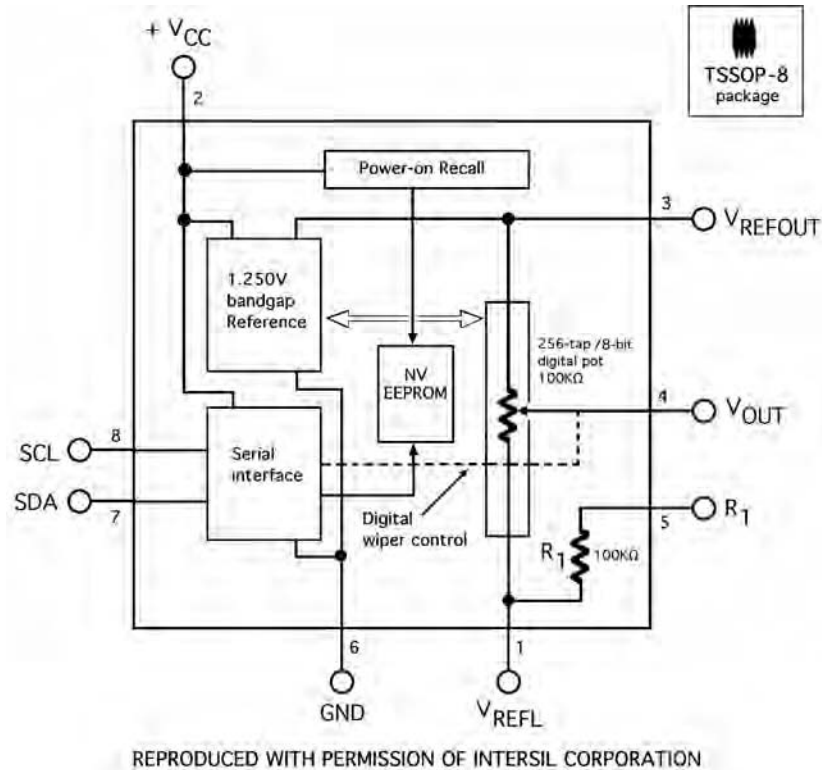 + VCC
2
TSSOP-8
package
Power-on Recall
3
VREFOUT
1.250V
bandgap
Reference
256-tap /8-bit
digital pot
100KΩ
NV
EEPROM
4
VOUT
8
SCL
Serial
interface
SDA
7
Digital
wiper control
R1
5
R1
100KΩ
6
1
GND
VREFL
REPRODUCED WITH PERMISSION OF INTERSIL CORPORATION